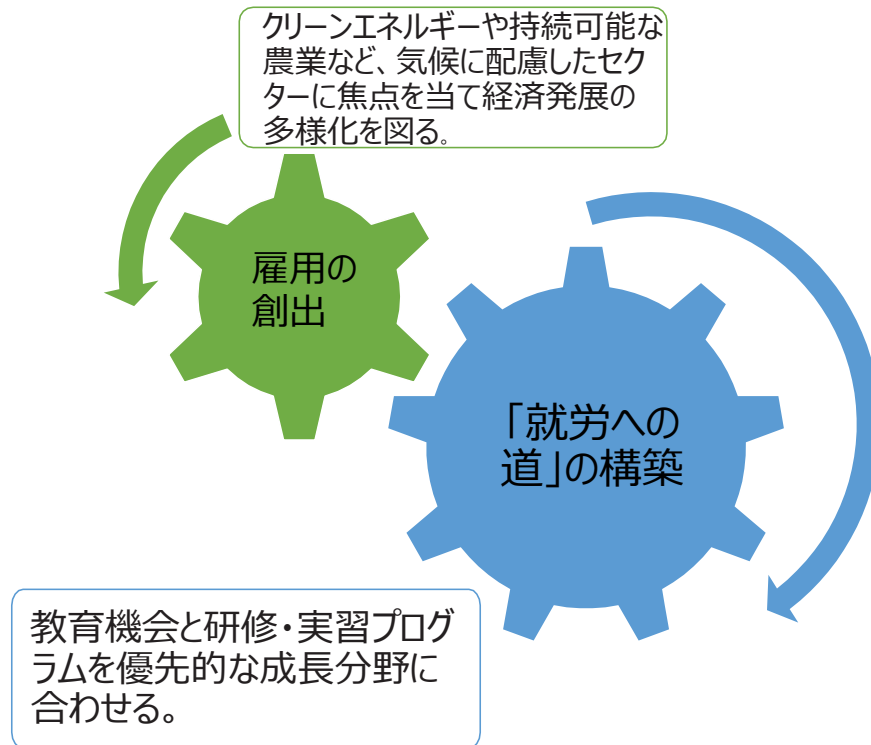 クリーンエネルギーや持続可能な
農業など、気候に配慮したセク
ターに焦点を当て経済発展の
多様化を図る。
雇用の
創出
「就労への
道」の構築
教育機会と研修・実習プログ
ラムを優先的な成長分野に
合わせる。